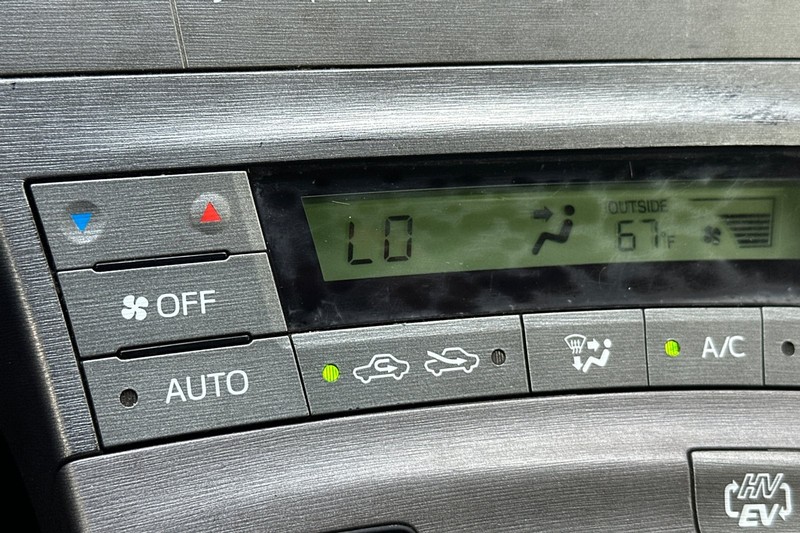 LO
OUTSIDE
67°F
OFF
AUTO
A/C
HV
EV